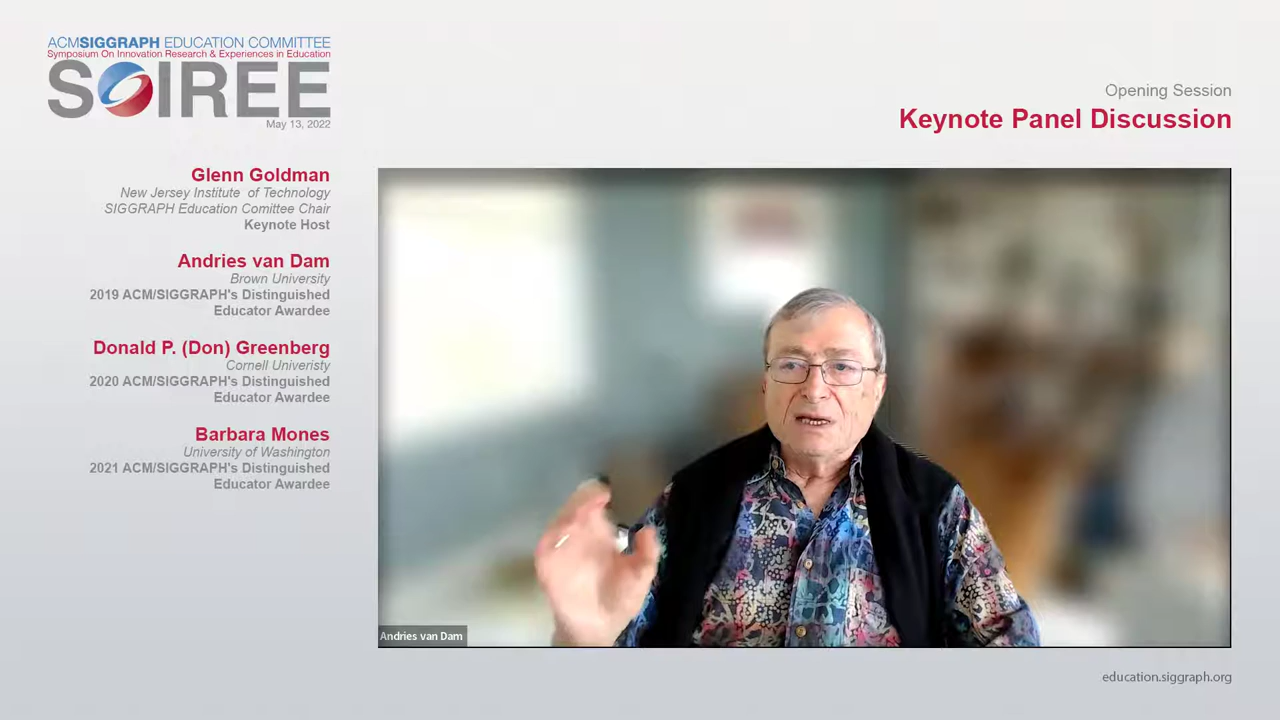 ACMSIGGRAPH EDUCATION COMMITTEE
Symposium On Innovation Research & Experiences in Education
SOIREE
May 13, 2022
Opening Session
Keynote Panel Discussion
Glenn Goldman
New Jersey Institute of Technology
SIGGRAPH Education Comittee Chair
Keynote Host
Andries van Dam
Brown University
2019 ACM/SIGGRAPH's Distinguished
Educator Awardee
Donald P. (Don) Greenberg
Cornell Univeristy
2020 ACM/SIGGRAPH's Distinguished
Educator Awardee
Barbara Mones
University of Washington
2021 ACM/SIGGRAPH's Distinguished
Educator Awardee
Andries van Dam
education.siggraph.org